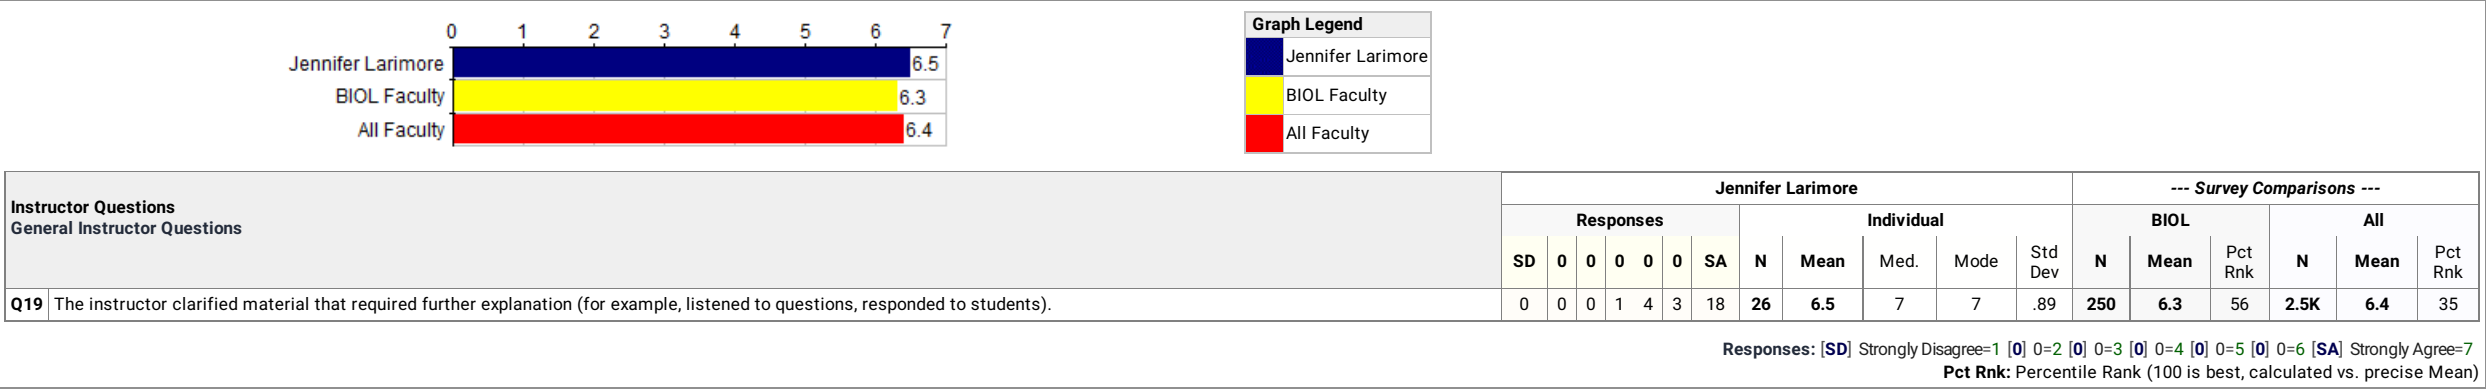 0 1 2 3 4 5 6 7
Jennifer Larimore 6.5
BIOL Faculty 6.3
All Faculty 6.4
Graph Legend
Jennifer Larimore
BIOL Faculty
All Faculty
Instructor Questions
General Instructor Questions
Jennifer Larimore --- Survey Comparisons ---
Responses Individual BIOL All
SD 0 0 0 0 0 SA N Mean Med. Mode Std Dev N Mean Pct Rnk N Mean Pct Rnk
Q19 The instructor clarified material that required further explanation (for example, listened to questions, responded to students). 0 0 0 1 4 3 18 26 6.5 7 7 .89 250 6.3 56 2.5K 6.4 35
Responses: [SD] Strongly Disagree=1 [0] 0=2 [0] 0=3 [0] 0=4 [0] 0=5 [0] 0=6 [SA] Strongly Agree=7
Pct Rnk: Percentile Rank (100 is best, calculated vs. precise Mean)